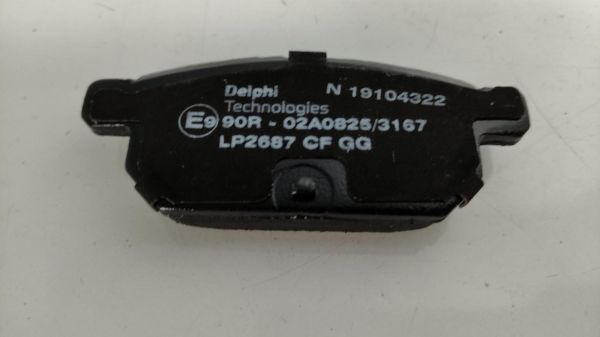 Delphi N 19104322
Technologies
E9 90R - 02A0825/3167
LP2687 CF GG